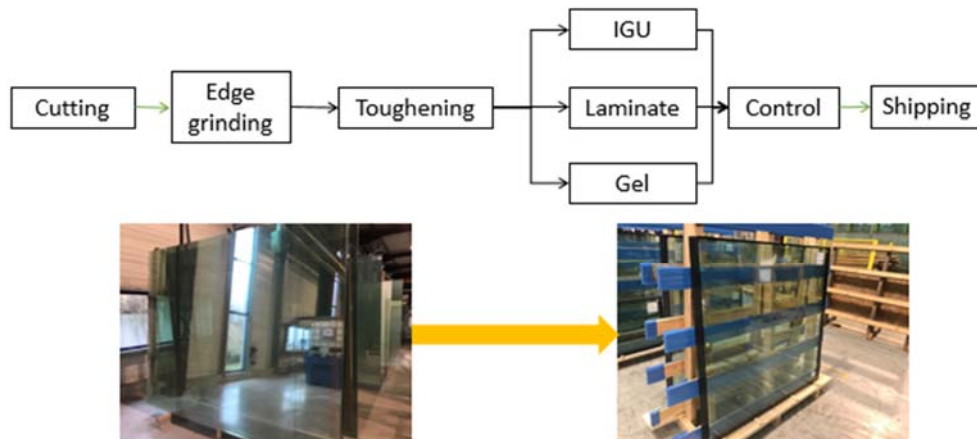 IGU
Cutting
Edge
grinding
Toughening
Laminate
Control
Shipping
Gel